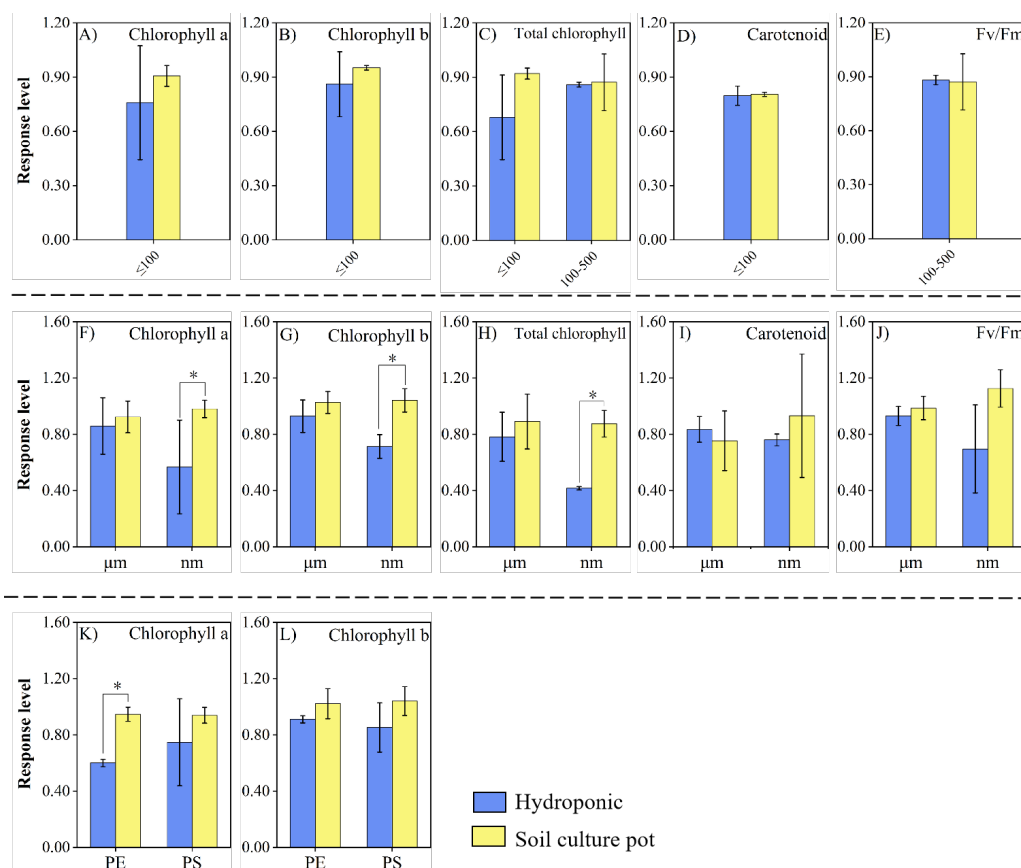 A) Chlorophyll a
B) Chlorophyll b
C) Total chlorophyll
D) Carotenoid
E) Fv/Fm
Response level
1.20 1.20 1.20 1.20 1.20
0.90 0.90 0.90 0.90 0.90
0.60 0.60 0.60 0.60 0.60
0.30 0.30 0.30 0.30 0.30
0.00 0.00 0.00 0.00 0.00
≤100 ≤100 ≤100 100-500 ≤100 100-500
F) Chlorophyll a
G) Chlorophyll b
H) Total chlorophyll
I) Carotenoid
J) Fv/Fm
Response level
1.60 1.60 1.60 1.60 1.60
* * *
1.20 1.20 1.20 1.20 1.20
0.80 0.80 0.80 0.80 0.80
0.40 0.40 0.40 0.40 0.40
0.00 0.00 0.00 0.00 0.00
μm nm μm nm μm nm μm nm μm nm
K) Chlorophyll a
L) Chlorophyll b
Response level
1.60 1.60
1.20 1.20
*
0.80 0.80
0.40 0.40
0.00 0.00
PE PS PE PS
Hydroponic
Soil culture pot